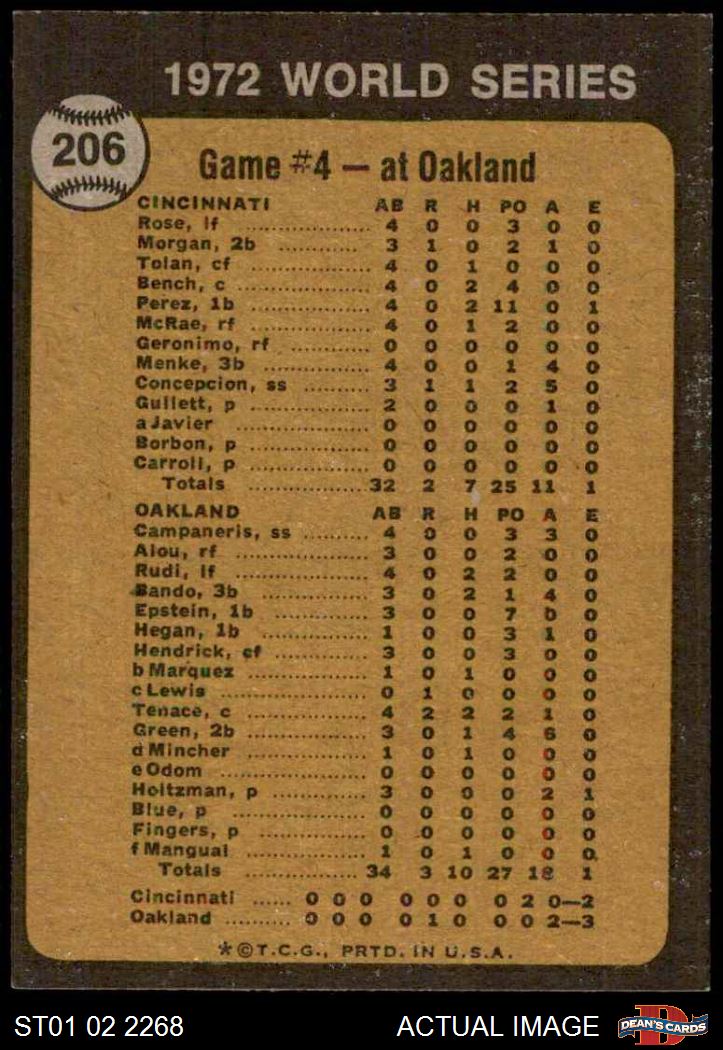 1972 WORLD SERIES
206
Game #4 — at Oakland
CINCINNATI AB R H PO A E
Rose, lf .................... 4 0 0 3 0 0
Morgan, 2b ............ 3 1 0 2 1 0
Tolan, cf ................ 4 0 1 0 0 0
Bench, c ................ 4 0 2 4 0 0
Perez, 1b ................ 4 0 2 11 0 1
McRae, rf ................ 4 0 1 2 0 0
Geronimo, rf .......... 0 0 0 0 0 0
Menke, 3b .............. 4 0 0 1 4 0
Concepcion, ss ........ 3 1 1 2 5 0
Gullett, p ................ 2 0 0 0 1 0
a Javier .................. 0 0 0 0 0 0
Borbon, p ................ 0 0 0 0 0 0
Carroll, p ................ 0 0 0 0 0 0
Totals .................. 32 2 7 25 11 1
OAKLAND AB R H PO A E
Campaneris, ss ........ 4 0 0 3 3 0
Alou, rf .................. 3 0 0 2 0 0
Rudi, lf .................. 4 0 2 2 0 0
Bando, 3b .............. 3 0 2 1 4 0
Epstein, 1b ............ 3 0 0 7 0 0
Hegan, 1b .............. 1 0 0 3 1 0
Hendrick, cf ............ 3 0 0 3 0 0
b Marquez .............. 1 0 1 0 0 0
c Lewis .................. 0 1 0 0 0 0
Tenace, c ................ 4 2 2 2 1 0
Green, 2b .............. 3 0 1 4 6 0
d Mincher .............. 1 0 1 0 0 0
e Odom .................. 0 0 0 0 0 0
Holtzman, p ............ 3 0 0 0 2 1
Blue, p .................. 0 0 0 0 0 0
Fingers, p .............. 0 0 0 0 0 0
f Mangual .............. 1 0 1 0 0 0
Totals .................. 34 3 10 27 18 1
Cincinnati ...... 0 0 0 0 0 0 0 2 0—2
Oakland .......... 0 0 0 0 1 0 0 0 2—3
*©T.C.G., PRTD. IN U.S.A.
ST01 02 2268 ACTUAL IMAGE D DEAN'S CARDS